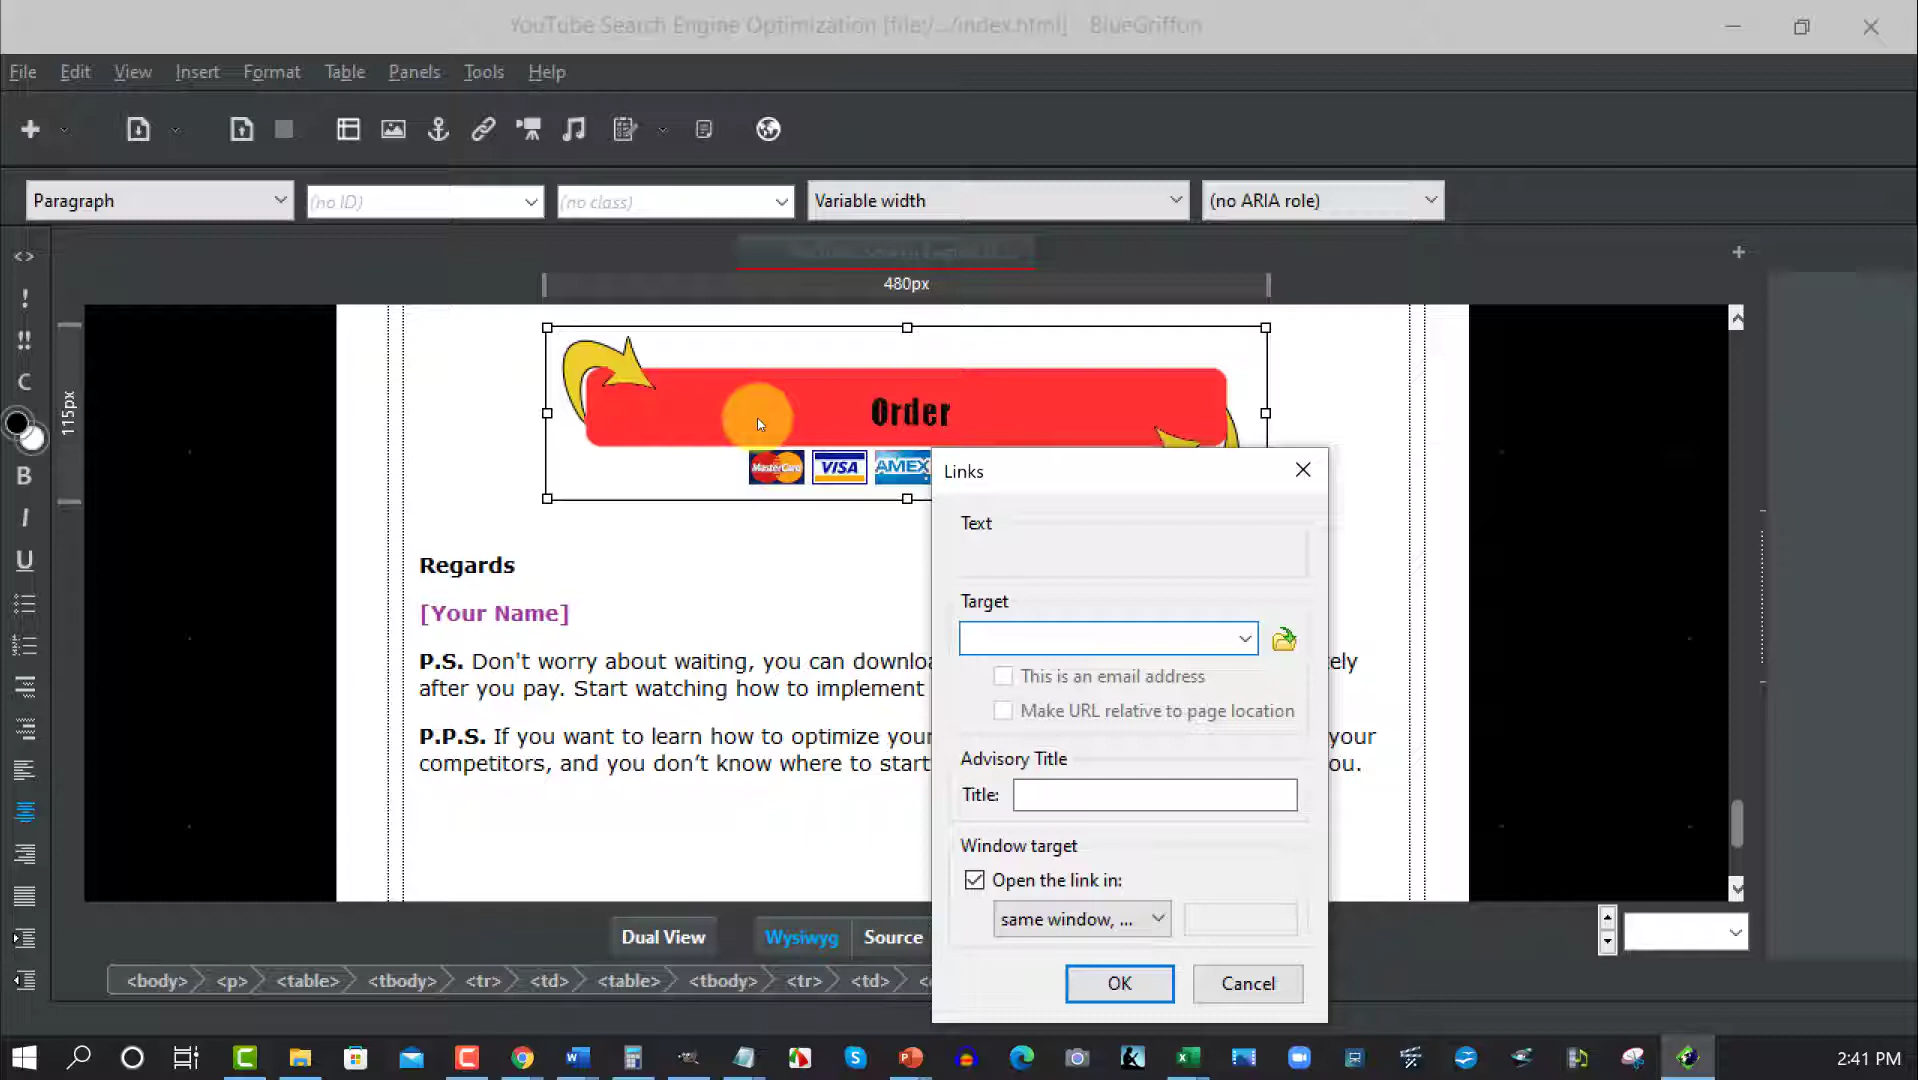 YouTube Search Engine Optimization [file:/.../index.html] - BlueGriffon
File Edit View Insert Format Table Panels Tools Help
Paragraph (no ID) (no class) Variable width (no ARIA role)
480px
115px
Order
MasterCard VISA AMEX
Links
Text
Target
This is an email address
Make URL relative to page location
Advisory Title
Title:
Window target
Open the link in:
same window, ...
OK Cancel
Regards
[Your Name]
P.S. Don't worry about waiting, you can downloa ely
after you pay. Start watching how to implement
P.P.S. If you want to learn how to optimize your your
competitors, and you don’t know where to start ou.
C
B
I
U
Dual View Wysiwyg Source
<body> <p> <table> <tbody> <tr> <td> <table> <tbody> <tr> <td>
2:41 PM